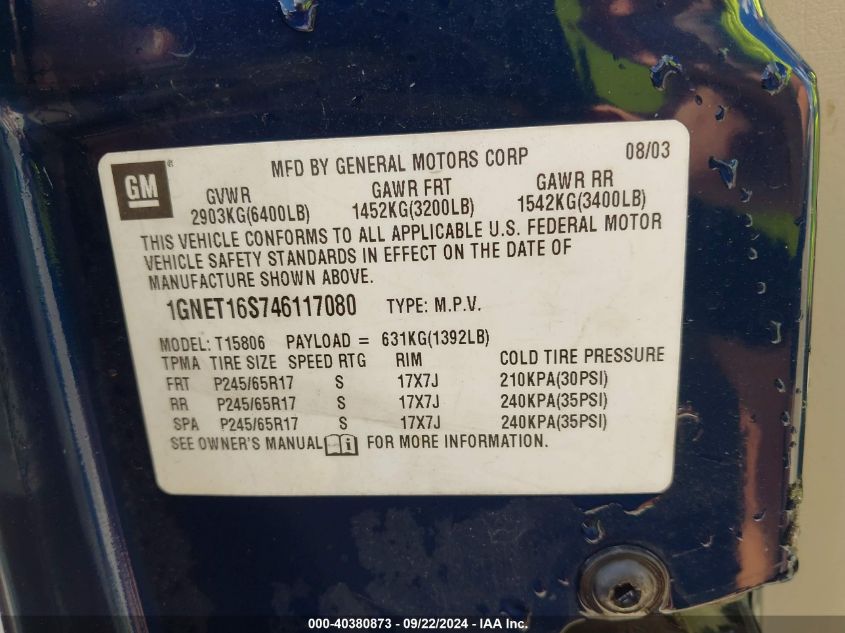 GM®
MFD BY GENERAL MOTORS CORP 08/03
GVWR GAWR FRT GAWR RR
2903KG(6400LB) 1452KG(3200LB) 1542KG(3400LB)
THIS VEHICLE CONFORMS TO ALL APPLICABLE U.S. FEDERAL MOTOR
VEHICLE SAFETY STANDARDS IN EFFECT ON THE DATE OF
MANUFACTURE SHOWN ABOVE.
1GNET16S746117080 TYPE: M.P.V.
MODEL: T15806 PAYLOAD = 631KG(1392LB)
TPMA TIRE SIZE SPEED RTG RIM COLD TIRE PRESSURE
FRT P245/65R17 S 17X7J 210KPA(30PSI)
RR P245/65R17 S 17X7J 240KPA(35PSI)
SPA P245/65R17 S 17X7J 240KPA(35PSI)
SEE OWNER'S MANUAL FOR MORE INFORMATION.
000-40380873 - 09/22/2024 - IAA Inc.